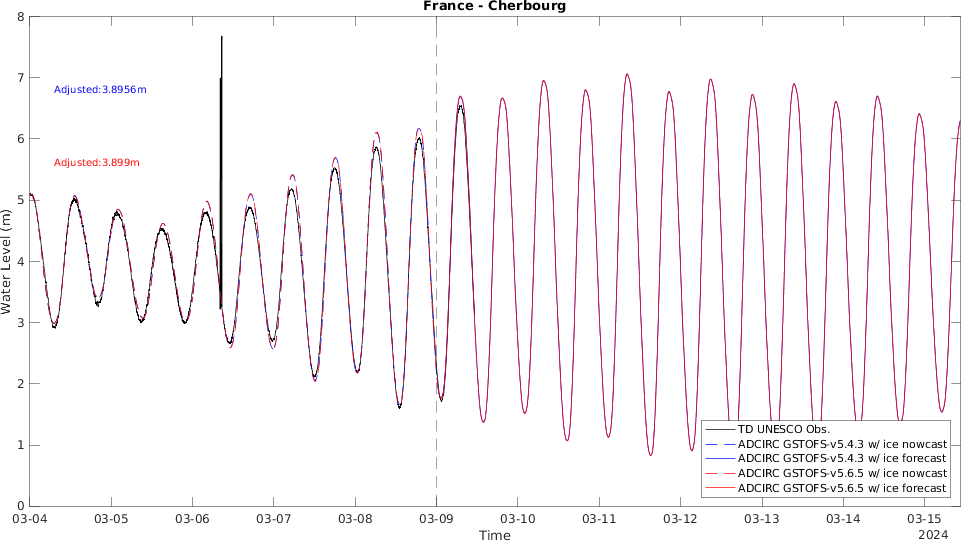 France - Cherbourg
8
7
6
5
4
3
2
1
0
Water Level (m)
Adjusted:3.8956m
Adjusted:3.899m
TD UNESCO Obs.
ADCIRC GSTOFS-v5.4.3 w/ ice nowcast
ADCIRC GSTOFS-v5.4.3 w/ ice forecast
ADCIRC GSTOFS-v5.6.5 w/ ice nowcast
ADCIRC GSTOFS-v5.6.5 w/ ice forecast
03-04 03-05 03-06 03-07 03-08 03-09 03-10 03-11 03-12 03-13 03-14 03-15
Time
2024